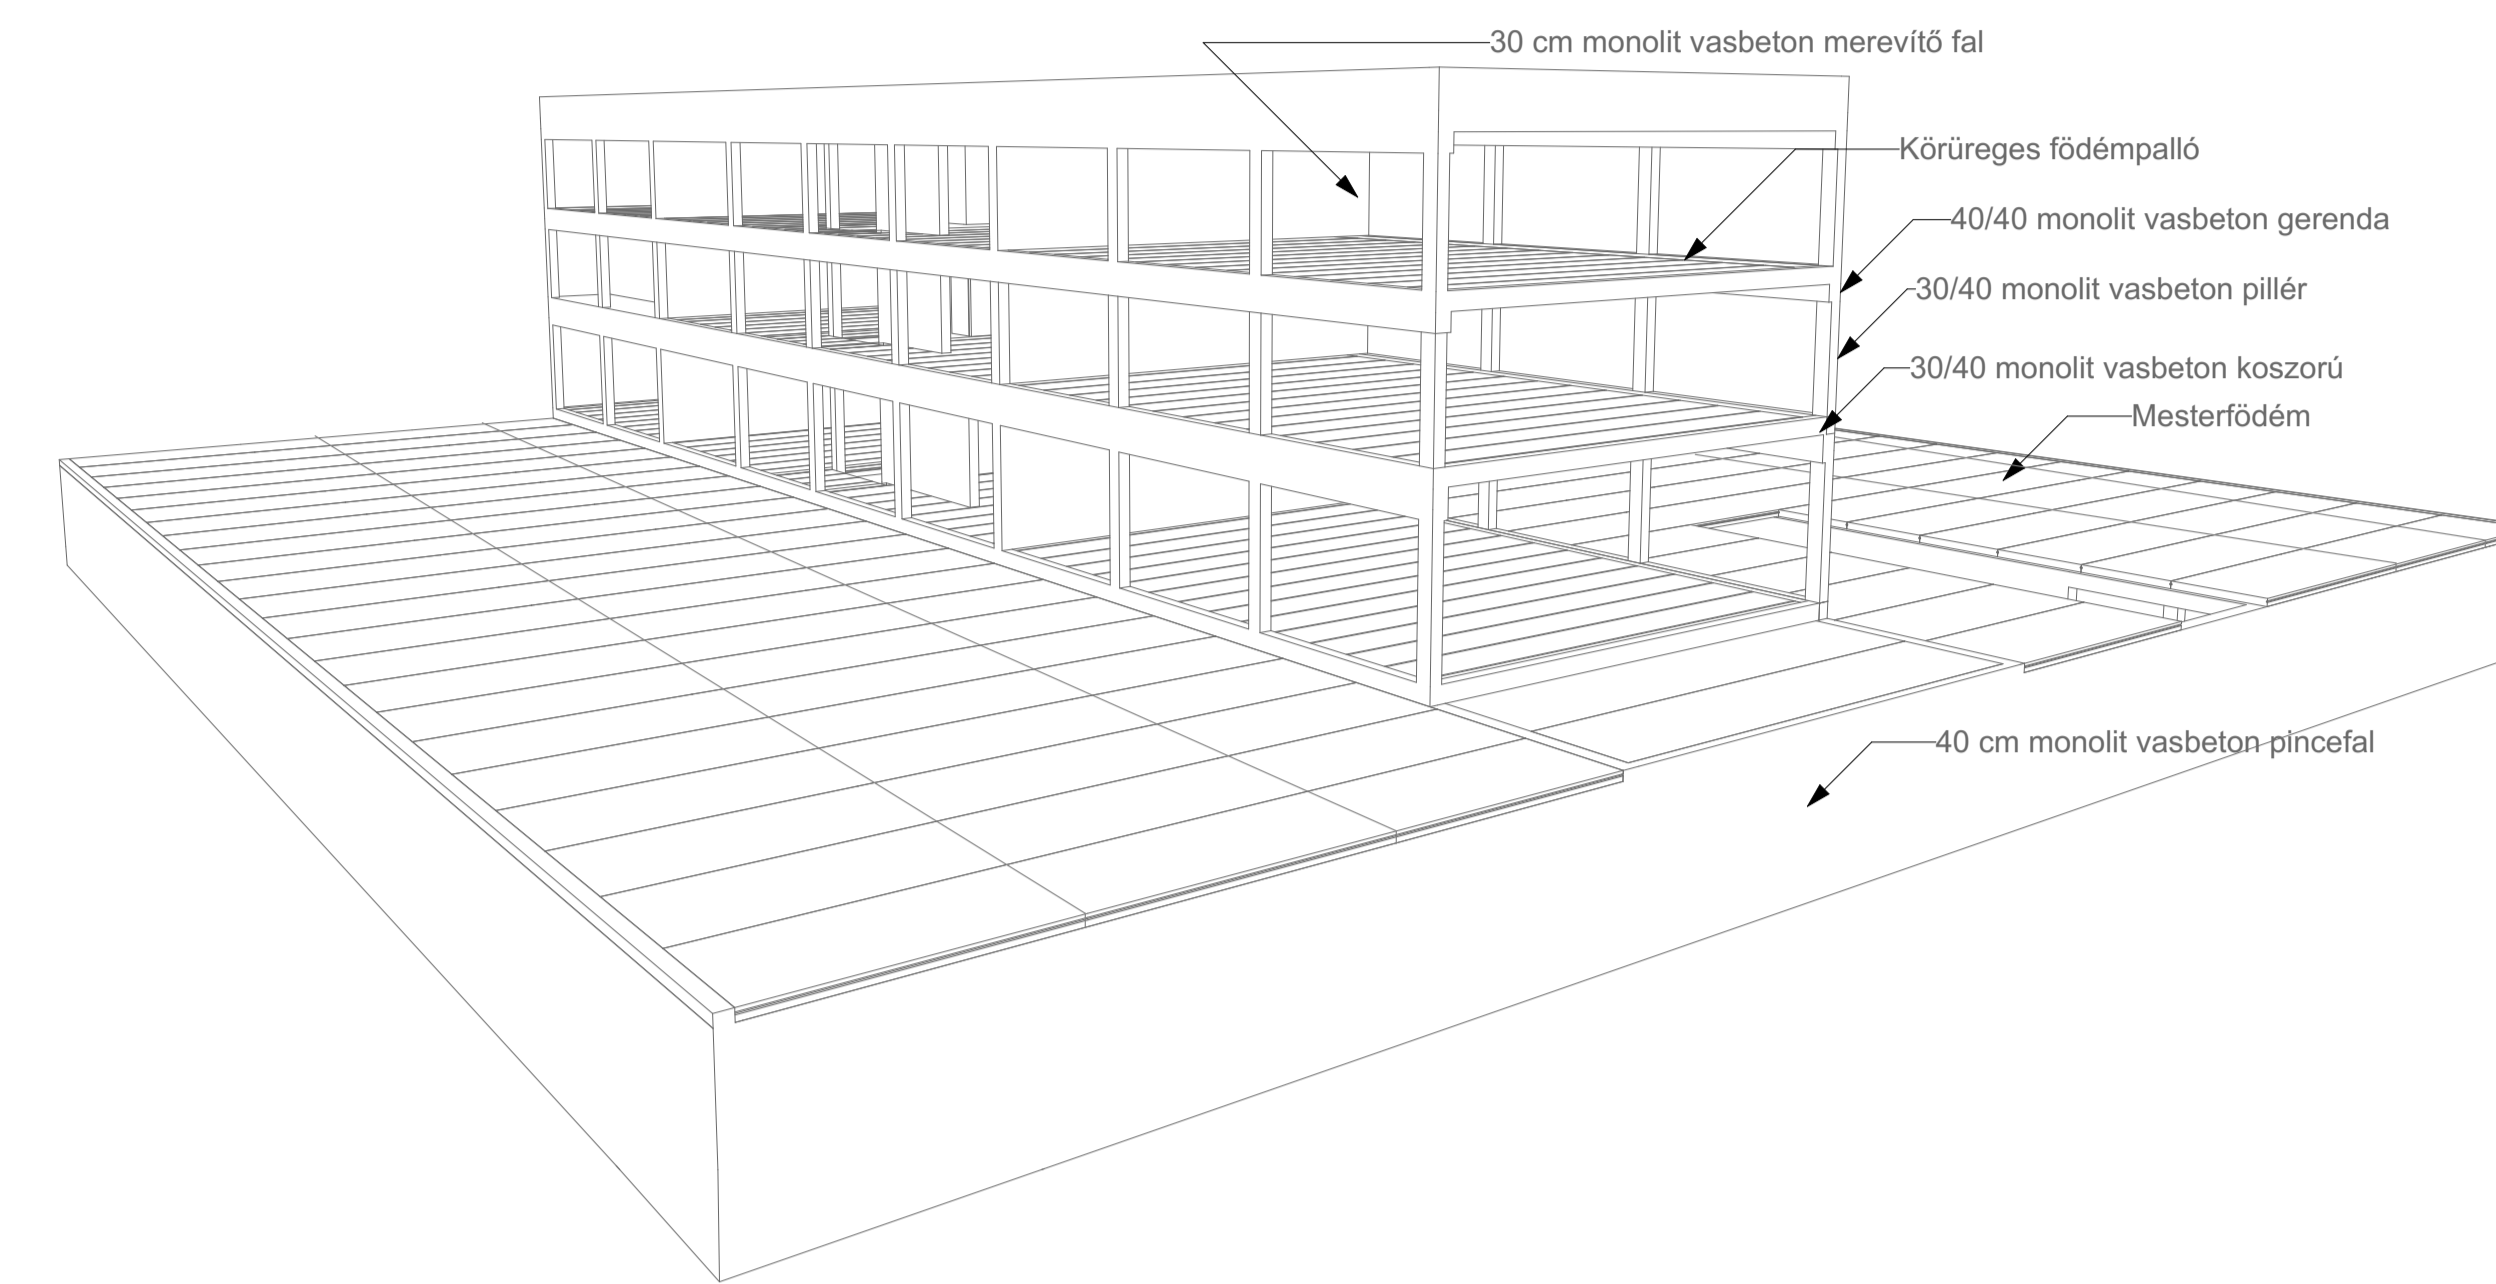 30 cm monolit vasbeton merevítő fal
Körüreges födémpalló
40/40 monolit vasbeton gerenda
30/40 monolit vasbeton pillér
30/40 monolit vasbeton koszorú
Mesterfödém
40 cm monolit vasbeton pincefal